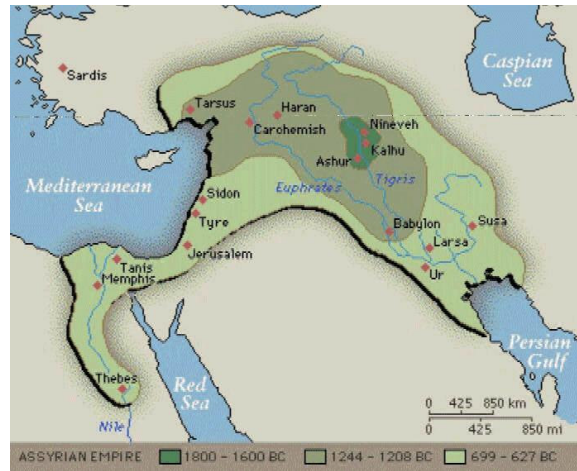 Caspian
Sea
Sardis
Tarsus
Haran
Carchemish
Nineveh
Kalhu
Ashur
Mediterranean
Sea
Sidon
Euphrates
Tigris
Tyre
Babylon
Susa
Larsa
Jerusalem
Ur
Tanis
Memphis
Persian
Gulf
Thebes
Red
Sea
Nile
0 425 850 km
0 425 850 mi
ASSYRIAN EMPIRE 1800 - 1600 BC 1244 - 1208 BC 699 - 627 BC